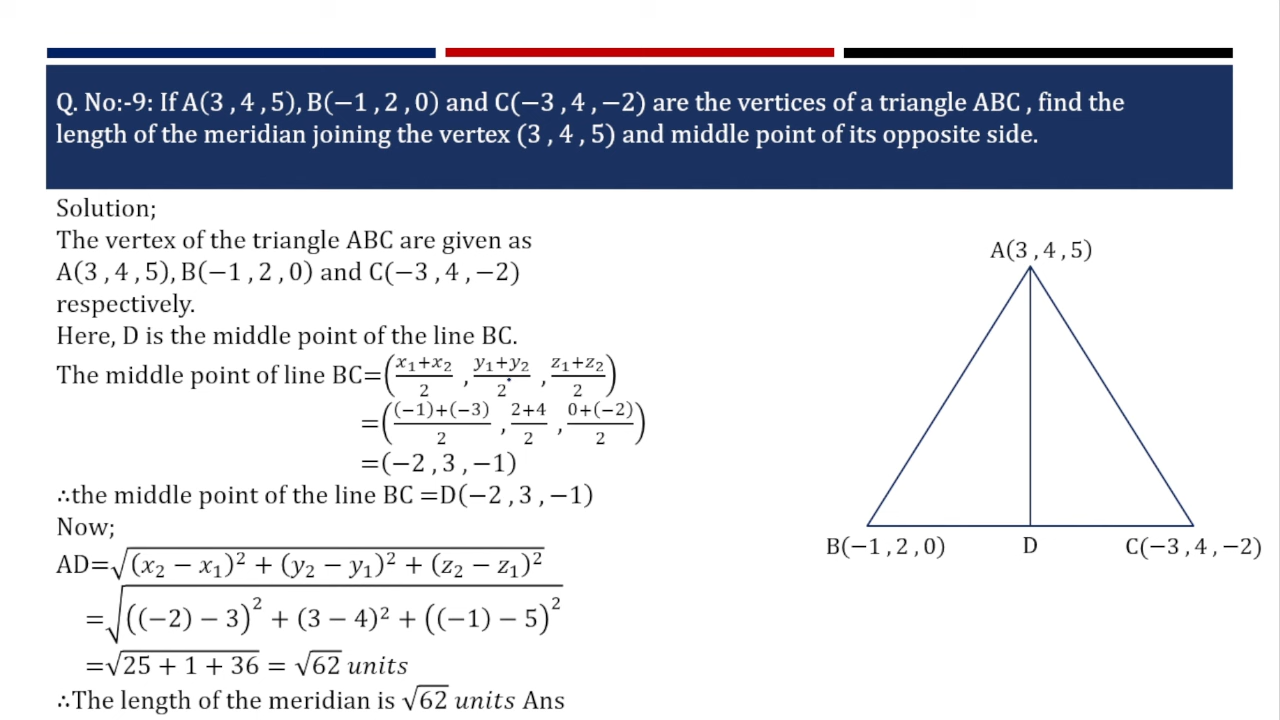 Q. No:-9: If A(3 , 4 , 5), B(−1 , 2 , 0) and C(−3 , 4 , −2) are the vertices of a triangle ABC , find the
length of the meridian joining the vertex (3 , 4 , 5) and middle point of its opposite side.
Solution;
The vertex of the triangle ABC are given as
A(3 , 4 , 5), B(−1 , 2 , 0) and C(−3 , 4 , −2)
respectively.
Here, D is the middle point of the line BC.
The middle point of line BC=((x₁+x₂)/2 , (y₁+y₂)/2 , (z₁+z₂)/2)
=(((−1)+(−3))/2 , (2+4)/2 , (0+(−2))/2)
=(−2 , 3 , −1)
∴the middle point of the line BC =D(−2 , 3 , −1)
Now;
AD=√((x₂ − x₁)² + (y₂ − y₁)² + (z₂ − z₁)²)
=√(((−2) − 3)² + (3 − 4)² + ((−1) − 5)²)
=√(25 + 1 + 36) = √62 units
∴The length of the meridian is √62 units Ans
A(3 , 4 , 5)
B(−1 , 2 , 0)
D
C(−3 , 4 , −2)